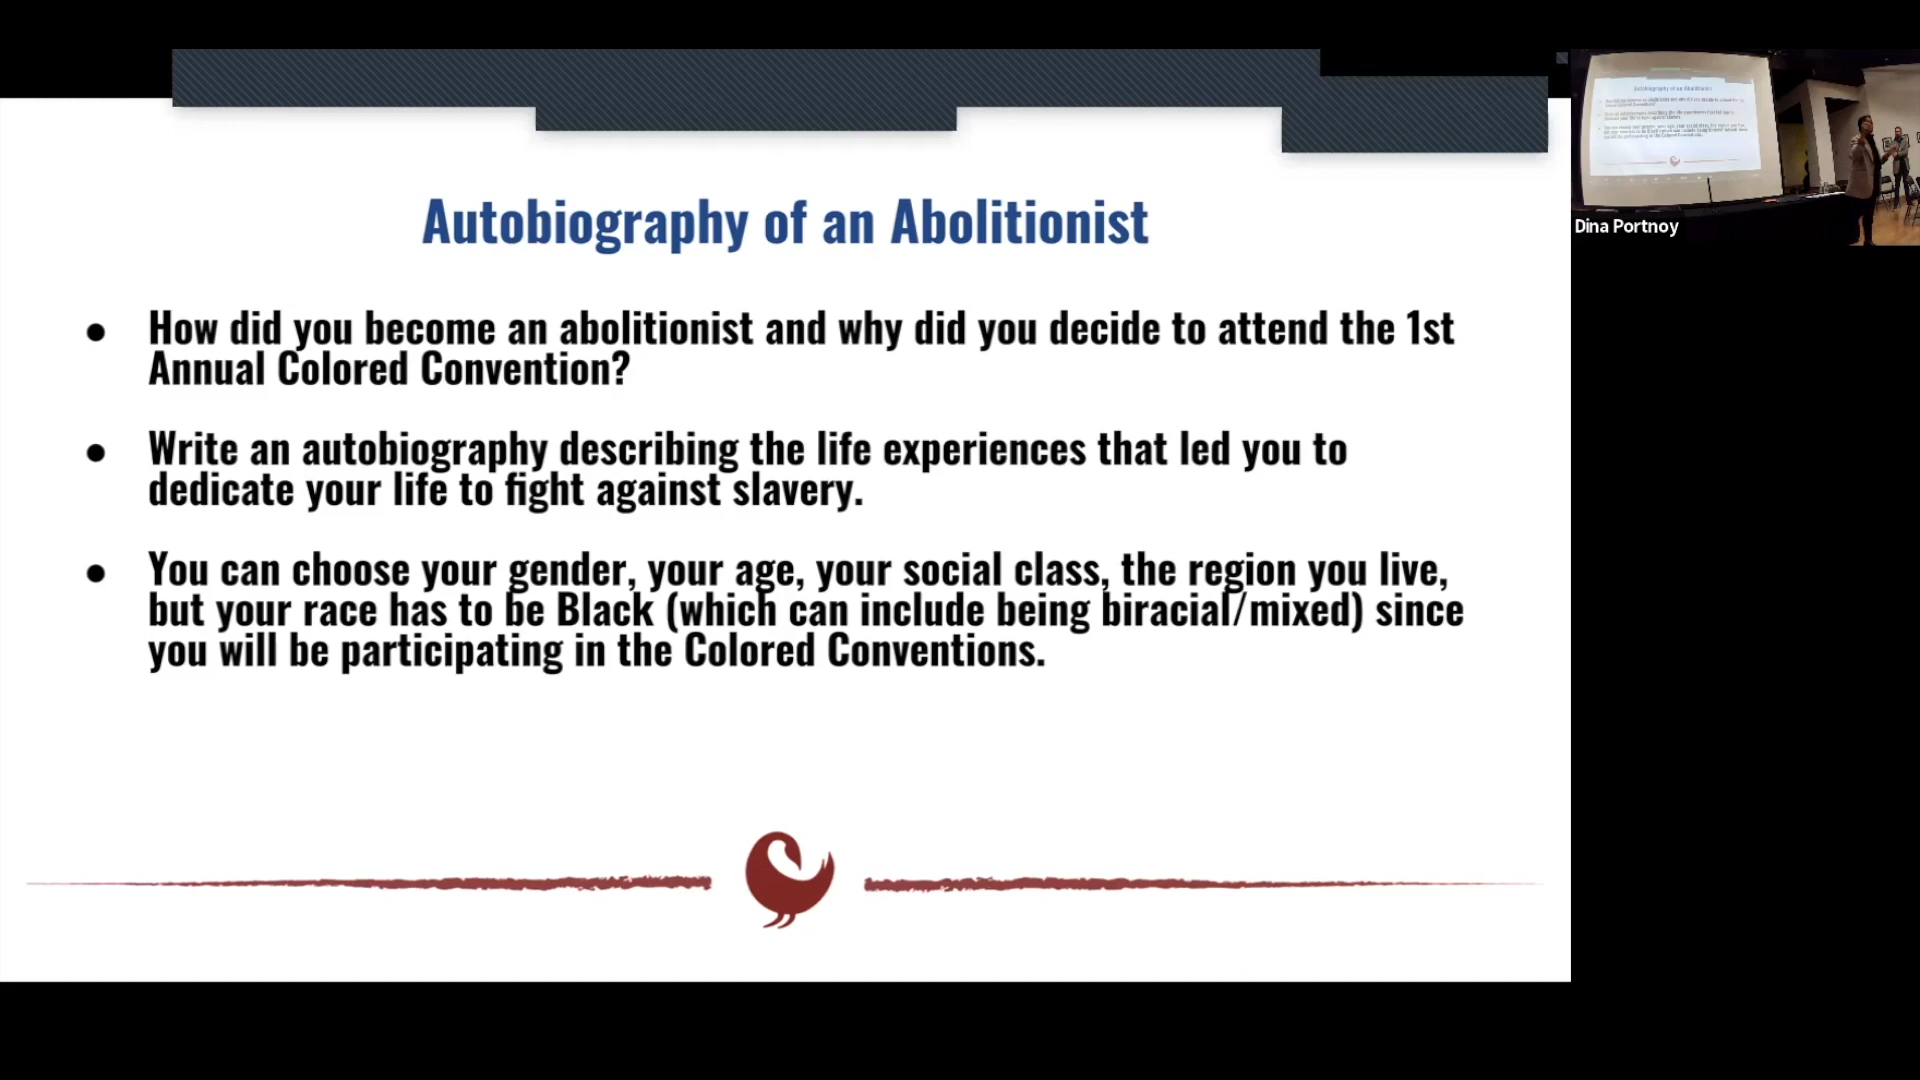 Autobiography of an Abolitionist
● How did you become an abolitionist and why did you decide to attend the 1st
Annual Colored Convention?
● Write an autobiography describing the life experiences that led you to
dedicate your life to fight against slavery.
● You can choose your gender, your age, your social class, the region you live,
but your race has to be Black (which can include being biracial/mixed) since
you will be participating in the Colored Conventions.
Dina Portnoy